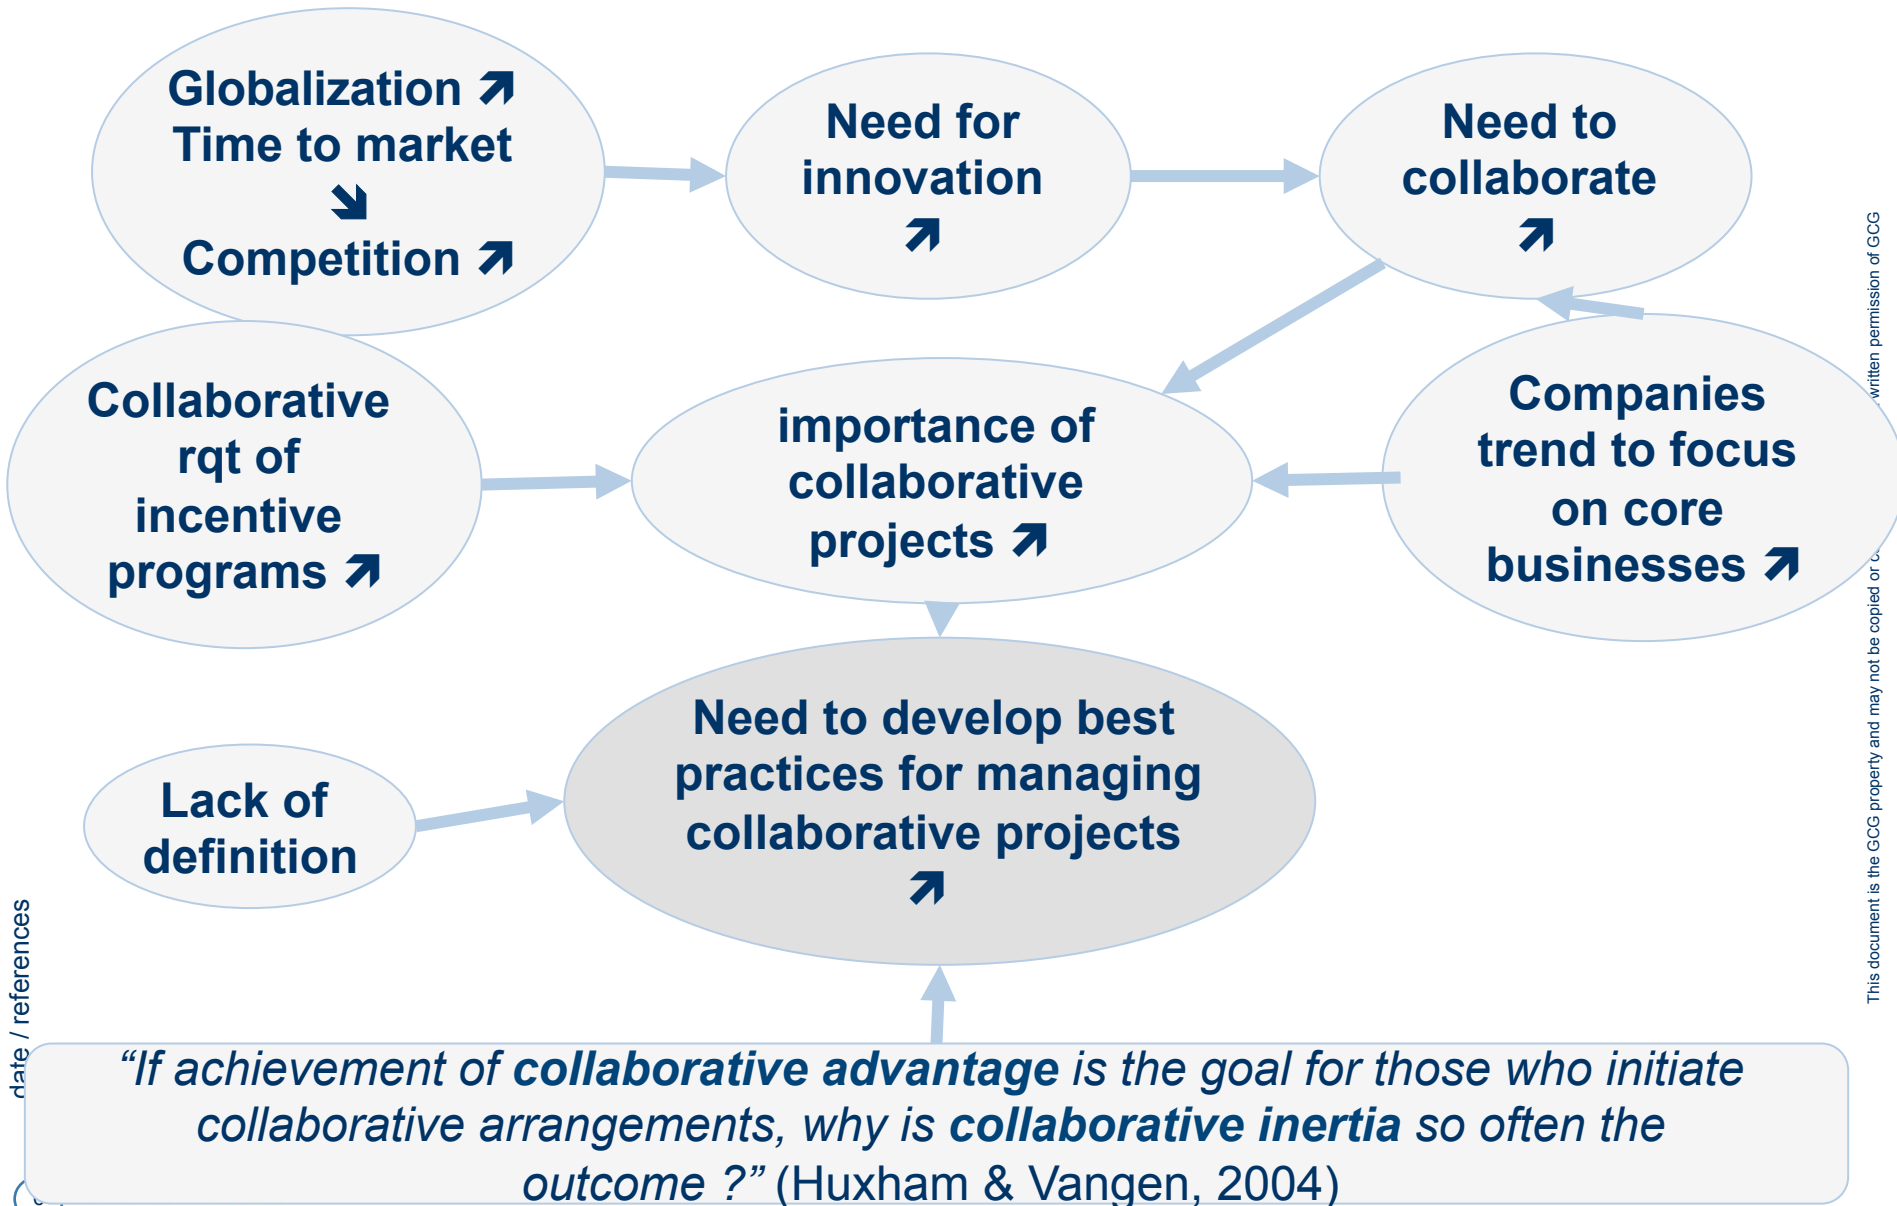 Globalization ↗
Time to market
↘
Competition ↗
Need for
innovation
↗
Need to
collaborate
↗
Collaborative
rqt of
incentive
programs ↗
importance of
collaborative
projects ↗
Companies
trend to focus
on core
businesses ↗
Need to develop best
practices for managing
collaborative projects
↗
Lack of
definition
“If achievement of collaborative advantage is the goal for those who initiate
collaborative arrangements, why is collaborative inertia so often the
outcome ?” (Huxham & Vangen, 2004)
date / references
This document is the GCG property and may not be copied or written permission of GCG